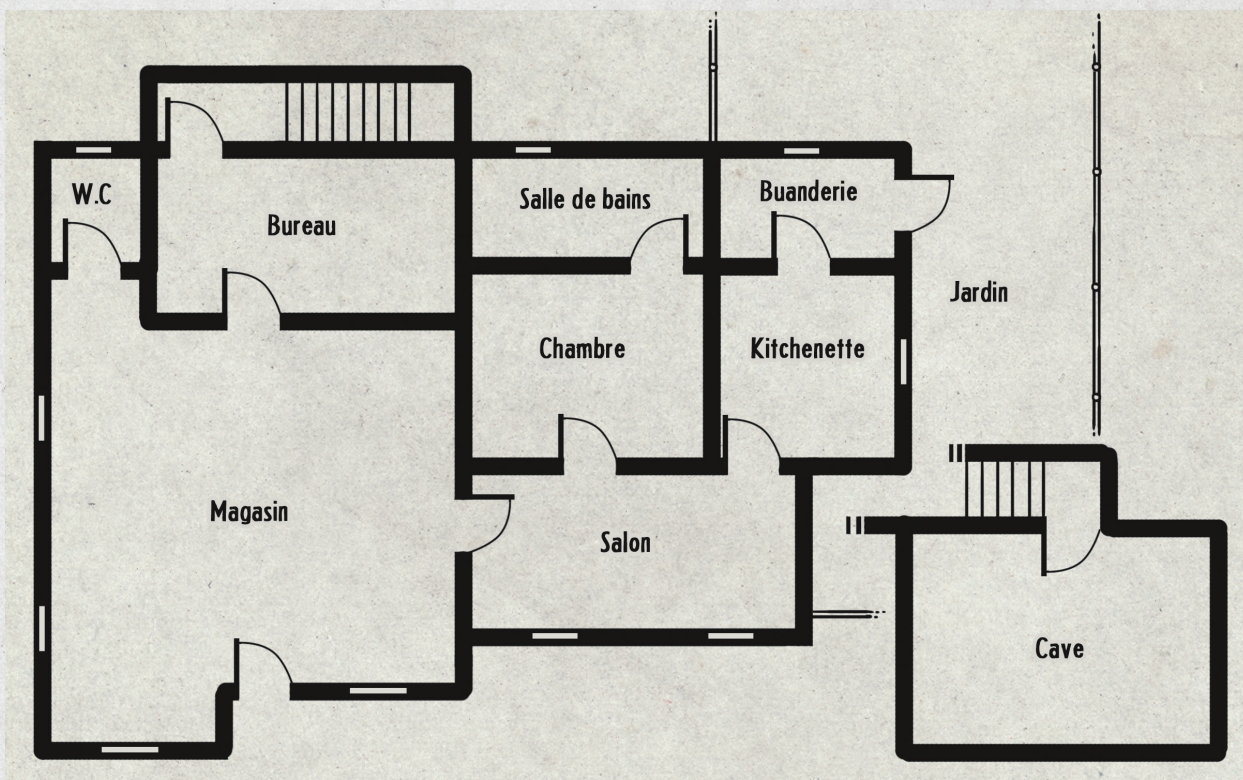 W.C
Bureau
Salle de bains
Buanderie
Jardin
Chambre
Kitchenette
Magasin
Salon
Cave